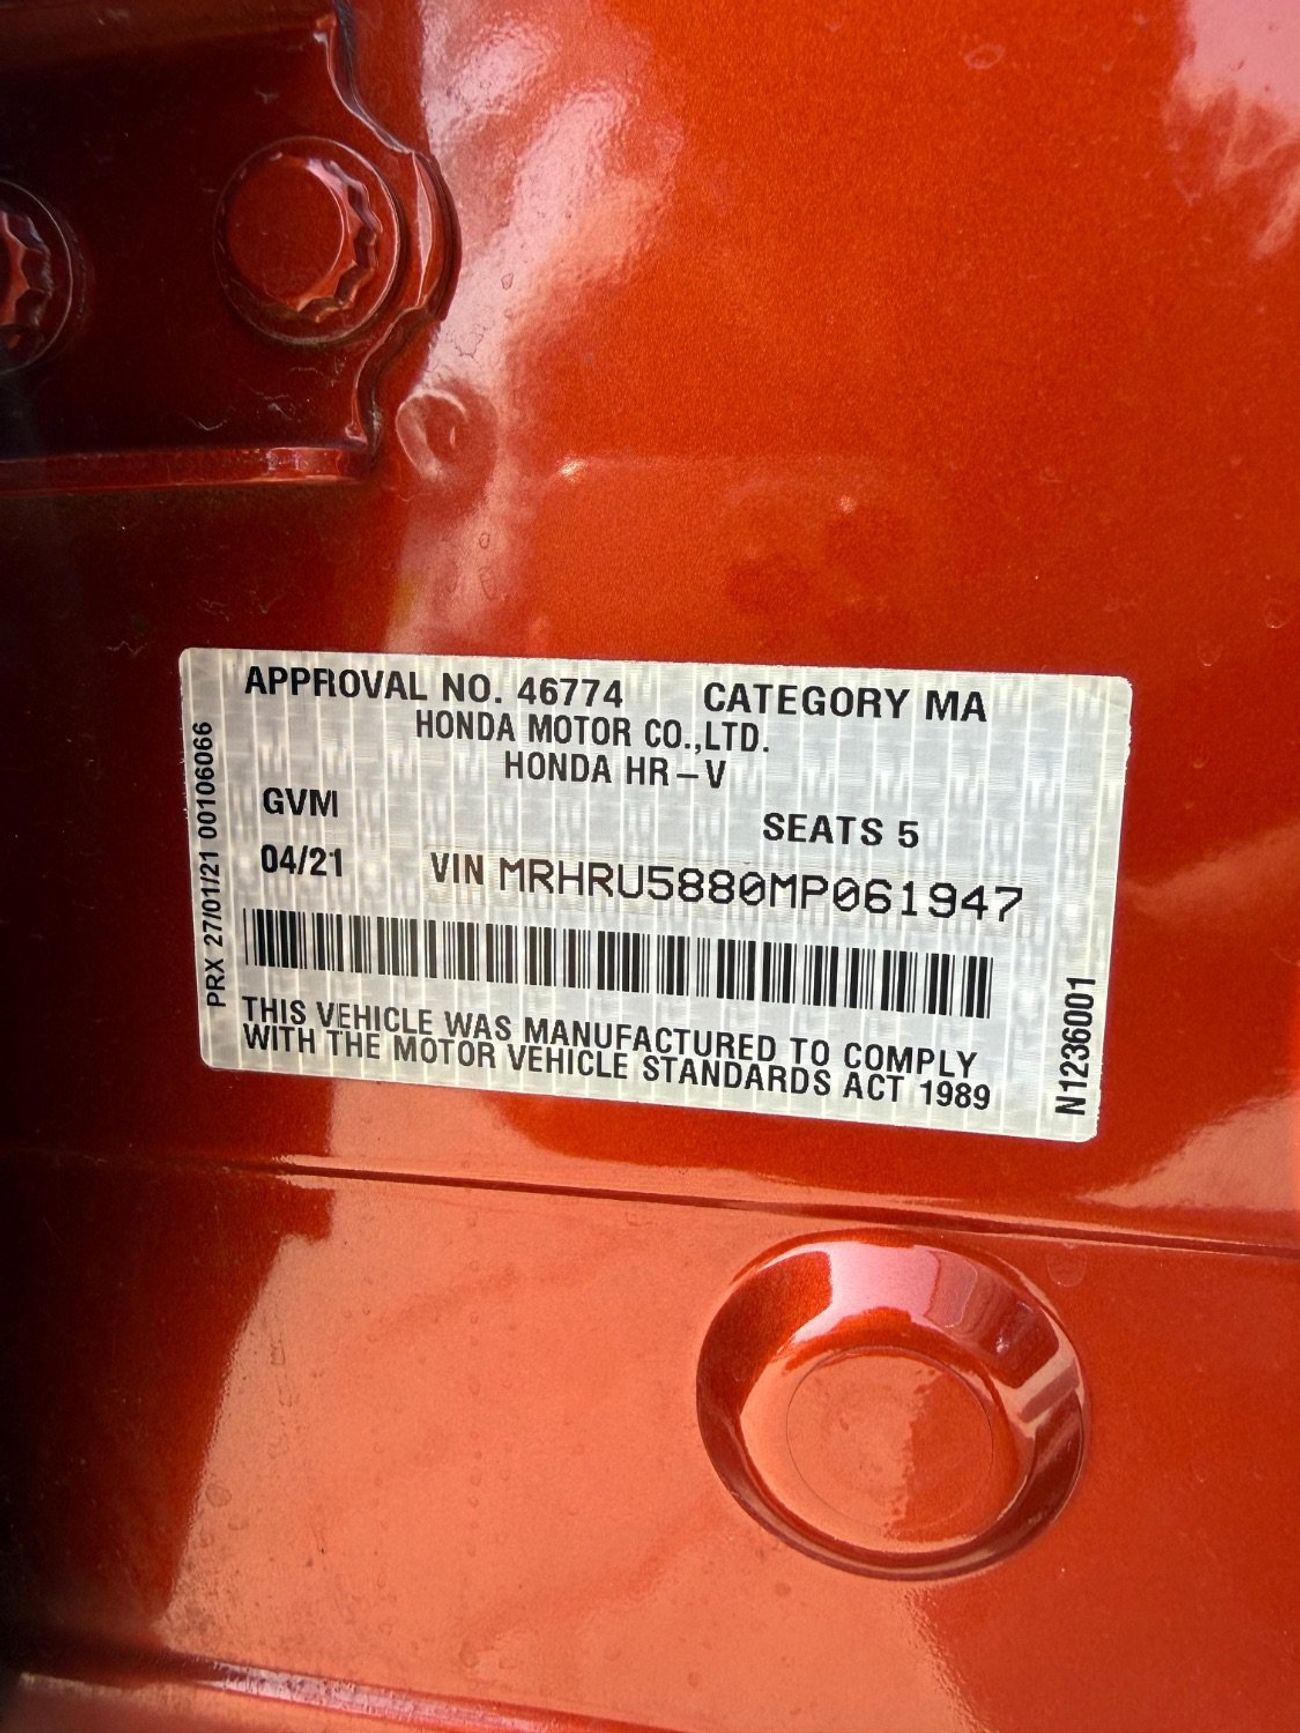 APPROVAL NO. 46774 CATEGORY MA
HONDA MOTOR CO.,LTD.
HONDA HR-V
GVM
SEATS 5
04/21 VIN MRHRU5880MP061947
THIS VEHICLE WAS MANUFACTURED TO COMPLY
WITH THE MOTOR VEHICLE STANDARDS ACT 1989
PRX 27/01/21 00106066
N1236001